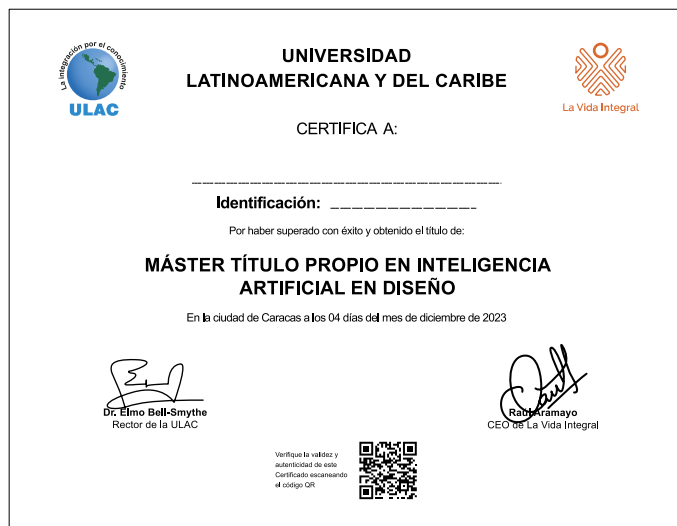 La integración por el conocimiento
ULAC
UNIVERSIDAD
LATINOAMERICANA Y DEL CARIBE
La Vida Integral
CERTIFICA A:
Identificación:
Por haber superado con éxito y obtenido el título de:
MÁSTER TÍTULO PROPIO EN INTELIGENCIA
ARTIFICIAL EN DISEÑO
En la ciudad de Caracas a los 04 días del mes de diciembre de 2023
Dr. Elmo Bell-Smythe
Rector de la ULAC
Raúl Aramayo
CEO de La Vida Integral
Verifique la validez y
autenticidad de este
Certificado escaneando
el código QR